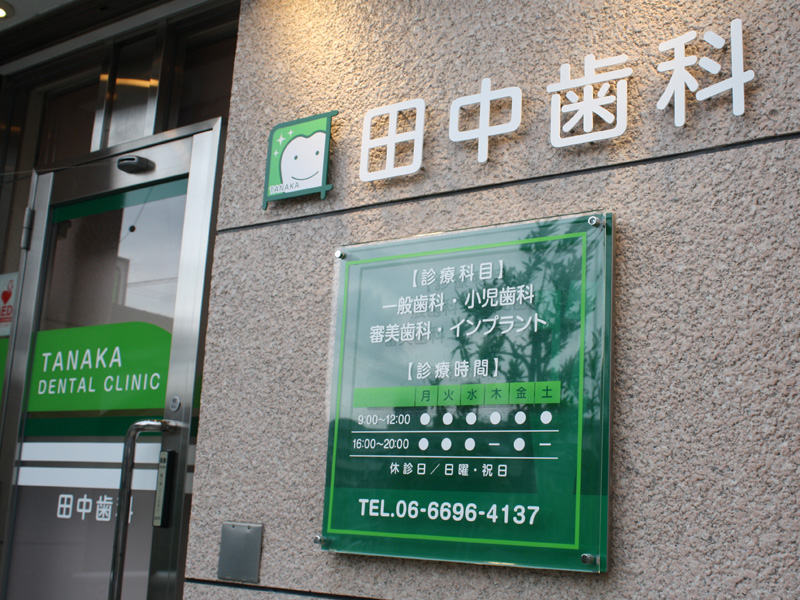 田中歯科
TANAKA
【診療科目】
一般歯科・小児歯科
審美歯科・インプラント
【診療時間】
月 火 水 木 金 土
9:00~12:00 ● ● ● ● ● ●
16:00~20:00 ● ● ● － ● －
休診日／日曜・祝日
TEL.06-6696-4137
TANAKA
DENTAL CLINIC
田中歯科
AED